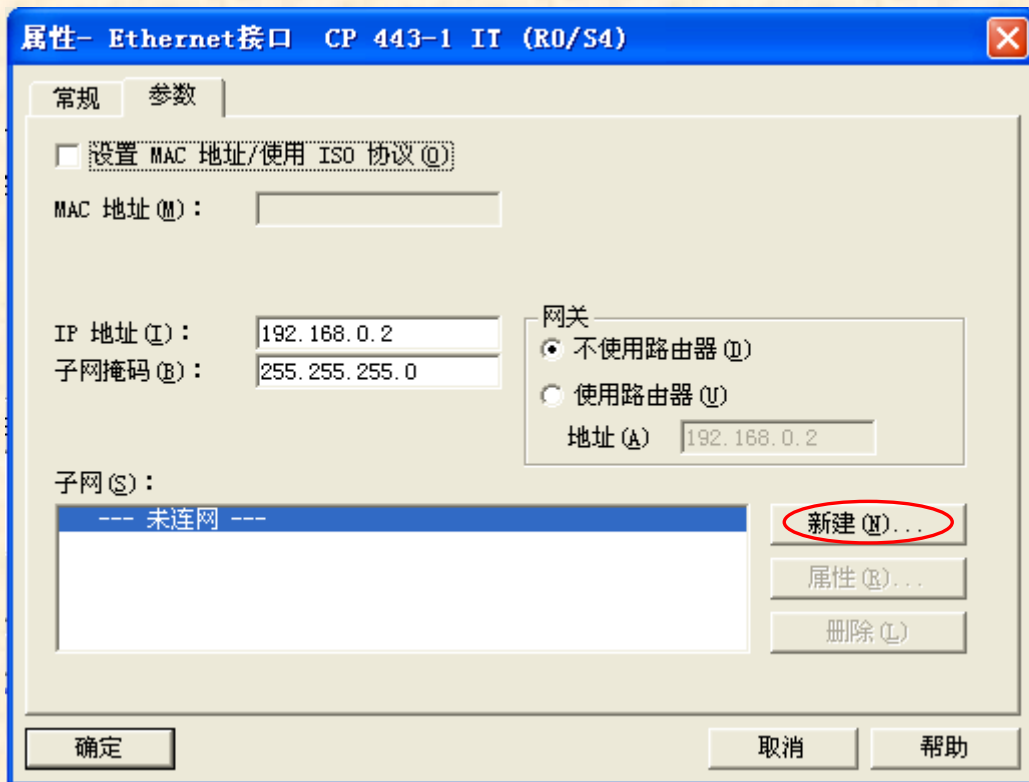 属性- Ethernet接口 CP 443-1 IT (R0/S4)
常规 参数
设置 MAC 地址/使用 ISO 协议(O)
MAC 地址(M):
IP 地址(I): 192.168.0.2
子网掩码(B): 255.255.255.0
网关
不使用路由器(D)
使用路由器(U)
地址(A) 192.168.0.2
子网(S):
--- 未连网 ---
新建(N)...
属性(R)...
删除(L)
确定 取消 帮助